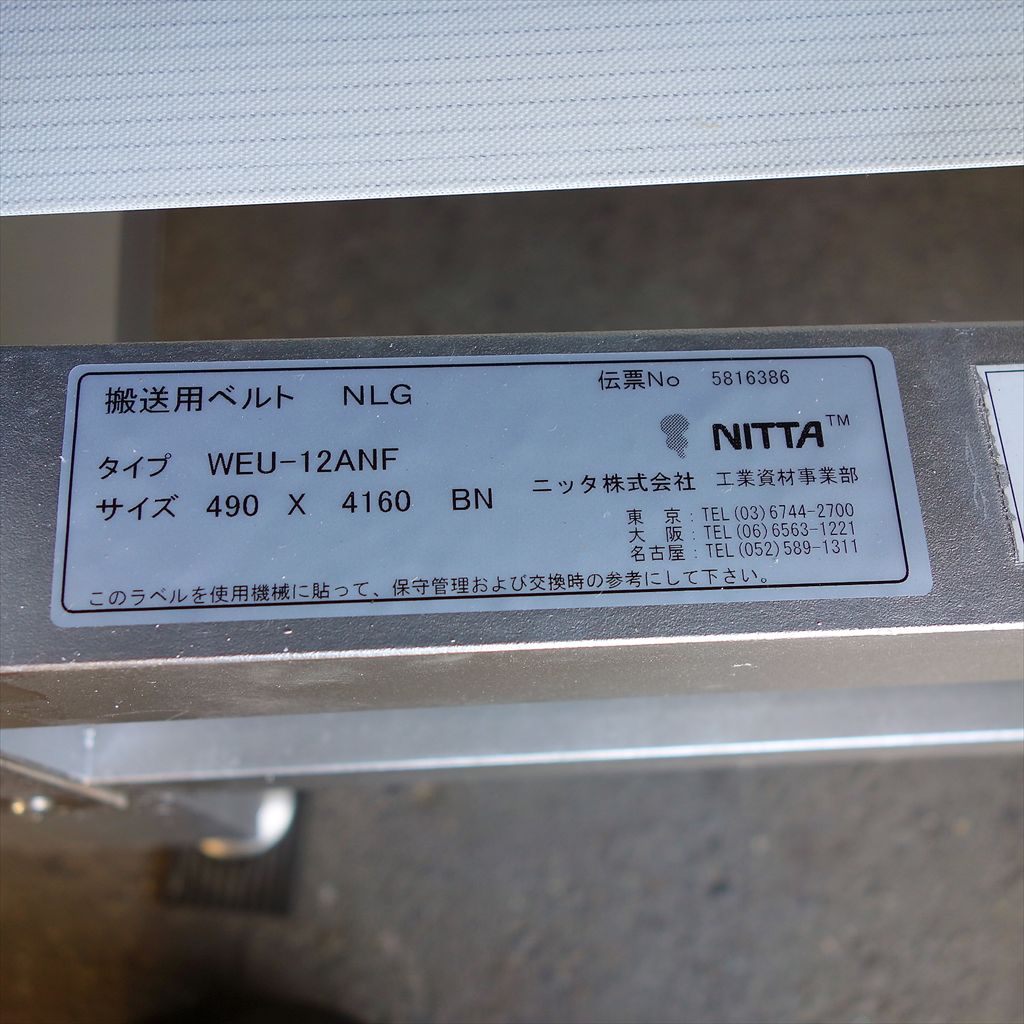 搬送用ベルト NLG
伝票No 5816386
NITTA™
タイプ WEU-12ANF
サイズ 490 X 4160 BN
ニッタ株式会社 工業資材事業部
東 京:TEL(03)6744-2700
大 阪:TEL(06)6563-1221
名古屋:TEL(052)589-1311
このラベルを使用機械に貼って、保守管理および交換時の参考にして下さい。